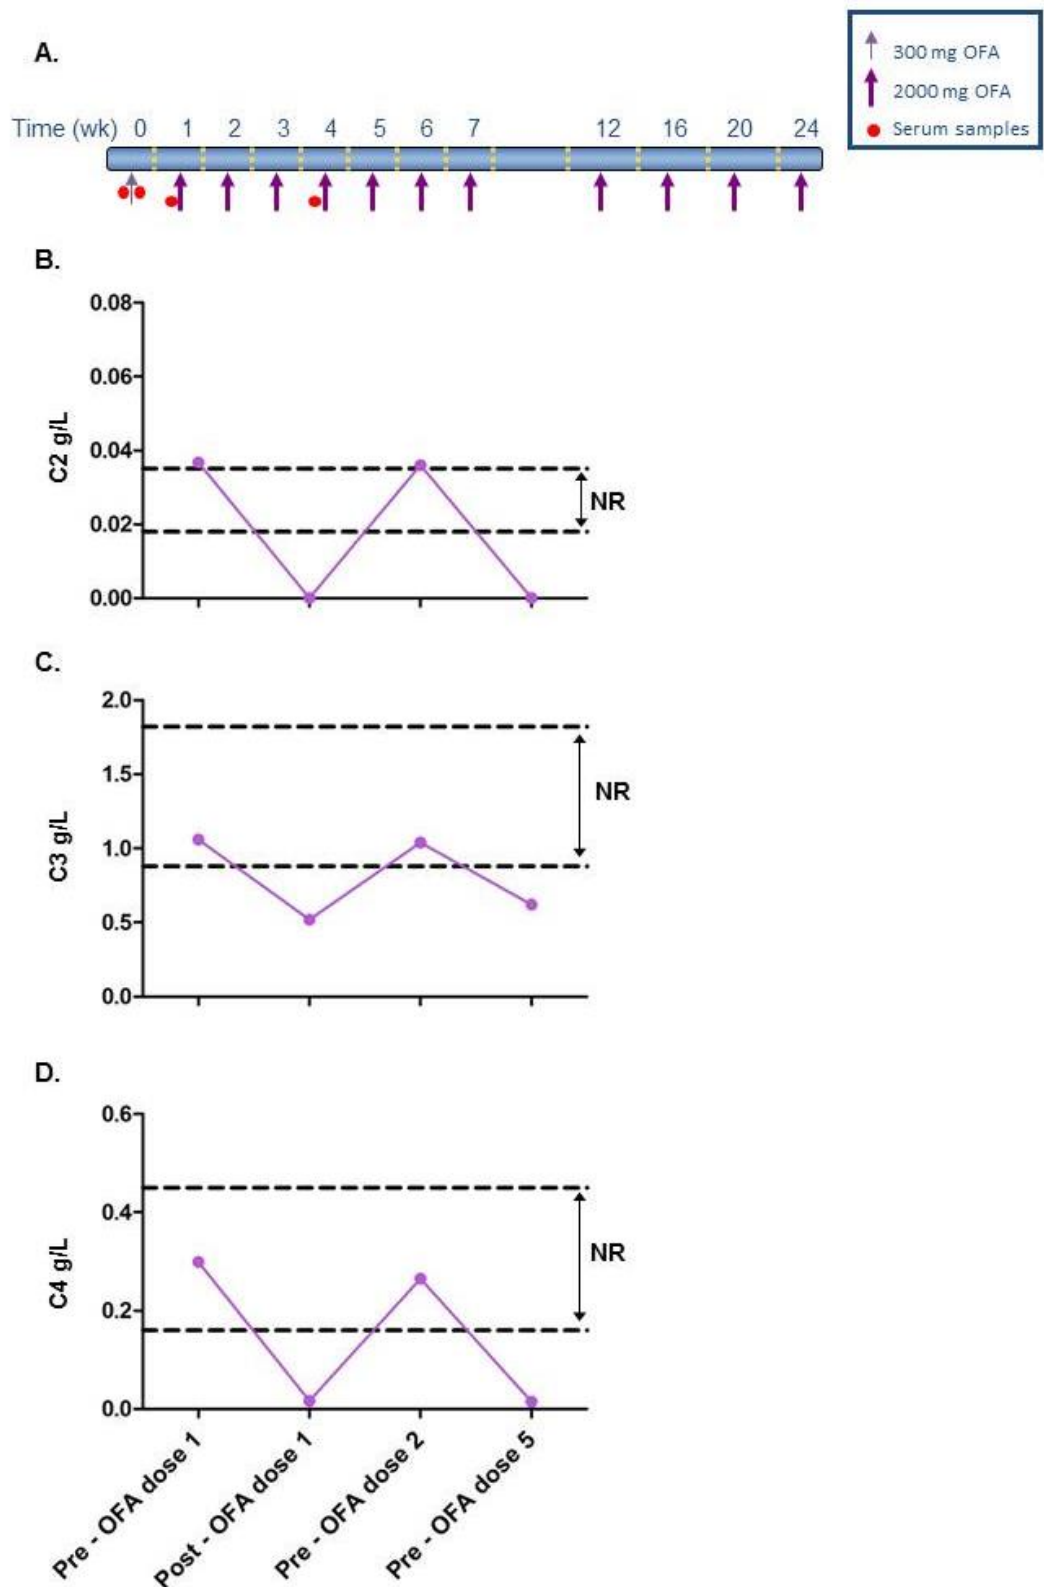 A.
300 mg OFA
2000 mg OFA
Serum samples
Time (wk) 0 1 2 3 4 5 6 7 12 16 20 24
B.
0.08
0.06
0.04
0.02
0.00
C2 g/L
NR
C.
2.0
1.5
1.0
0.5
0.0
C3 g/L
NR
D.
0.6
0.4
0.2
0.0
C4 g/L
NR
Pre - OFA dose 1
Post - OFA dose 1
Pre - OFA dose 2
Pre - OFA dose 5